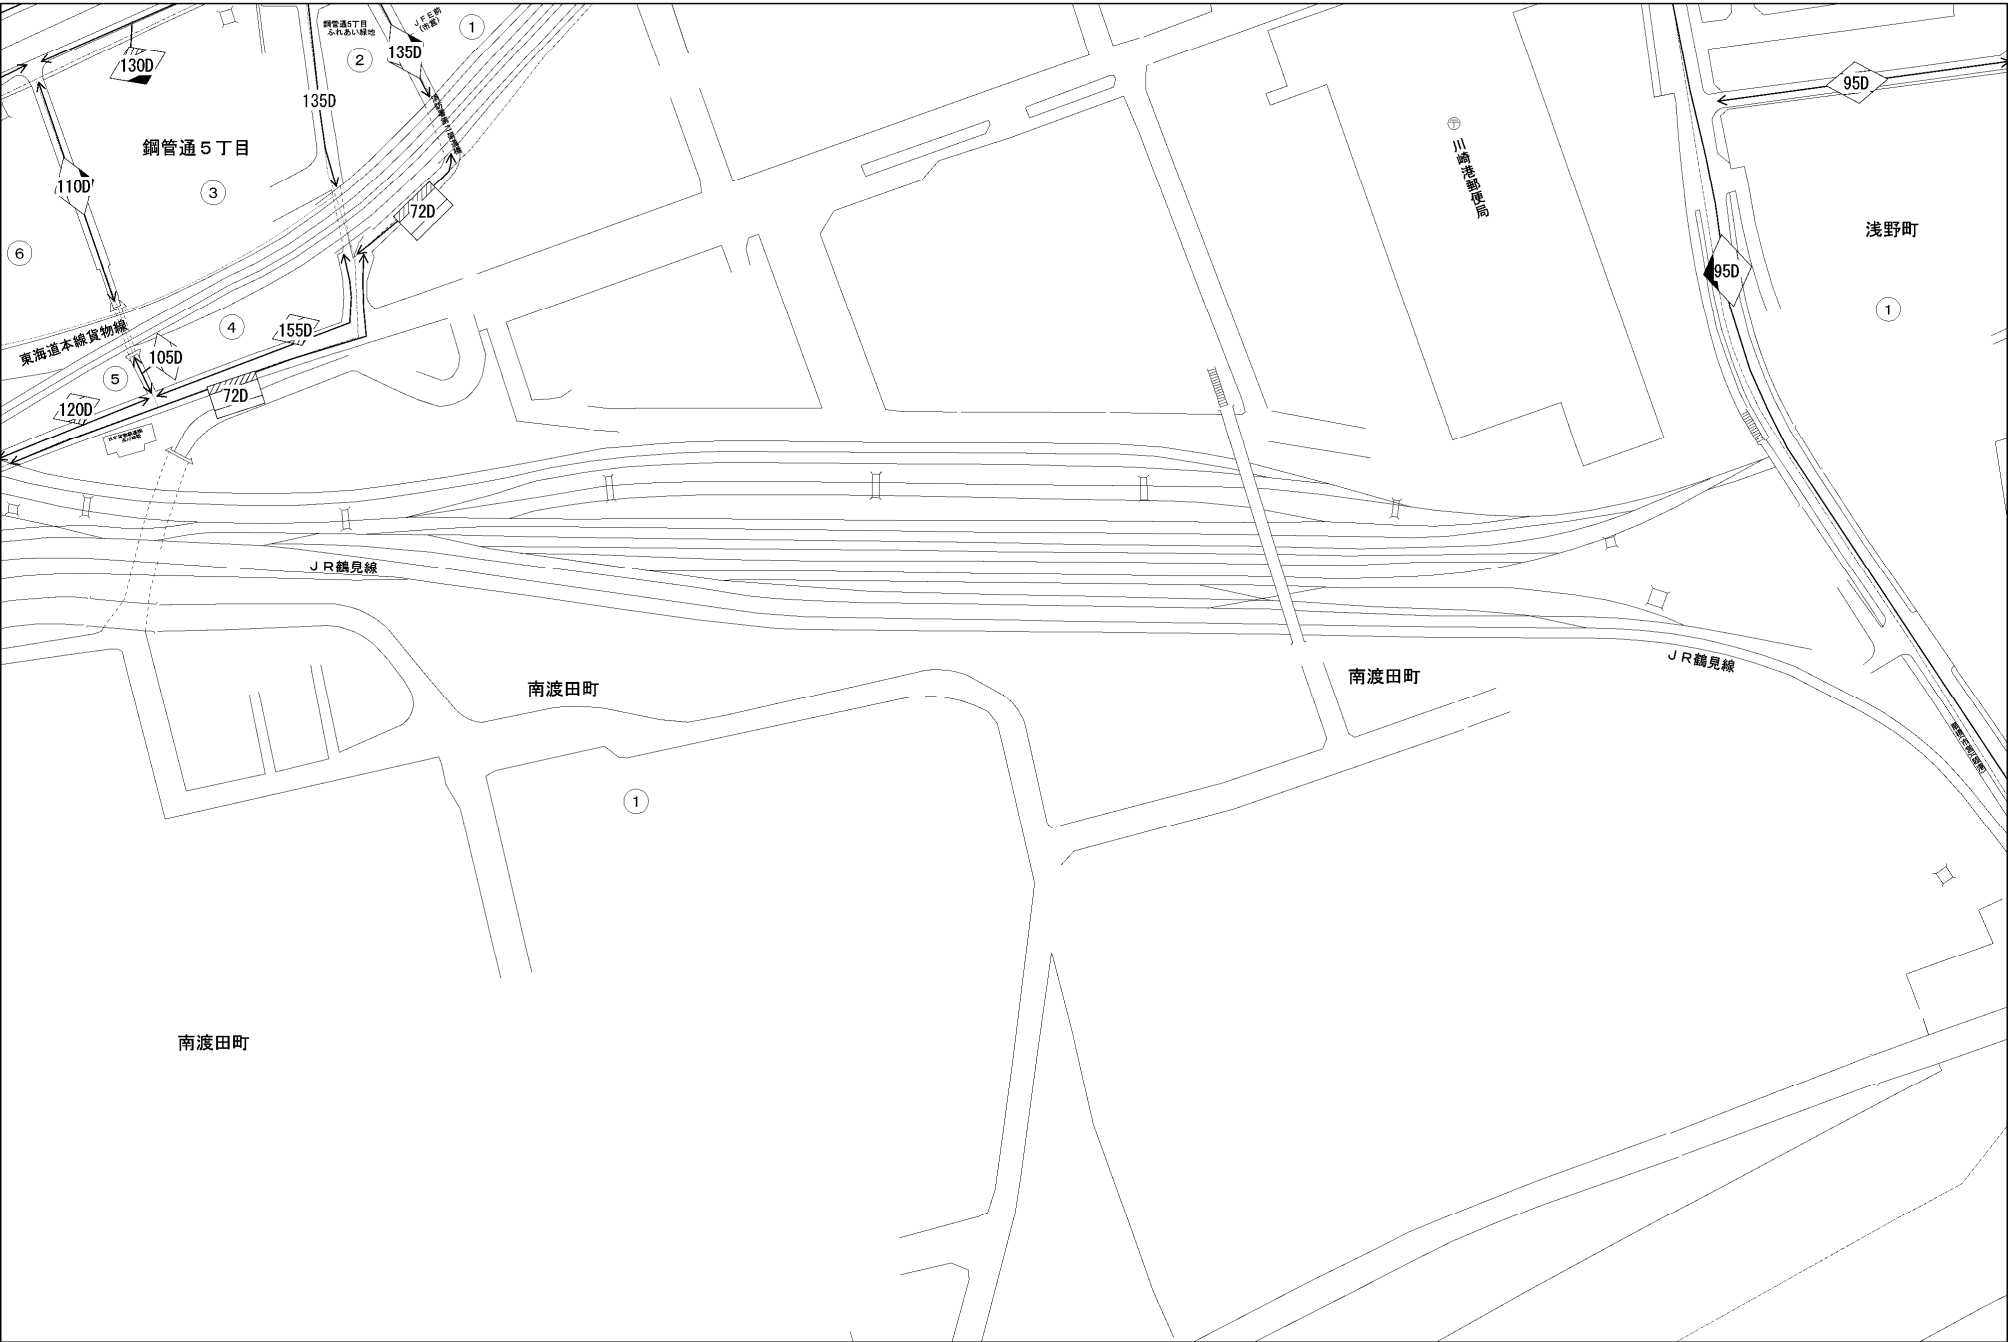 鋼管通5丁目
ふれあい緑地
JFE前
(市営)
①
②
135D
130D
135D
95D
鋼管通5丁目
川崎港郵便局
110D
③
72D
浅野町
⑥
95D
①
④
155D
東海道本線貨物線
105D
⑤
72D
120D
JR鶴見線
南渡田町
南渡田町
JR鶴見線
①
南渡田町